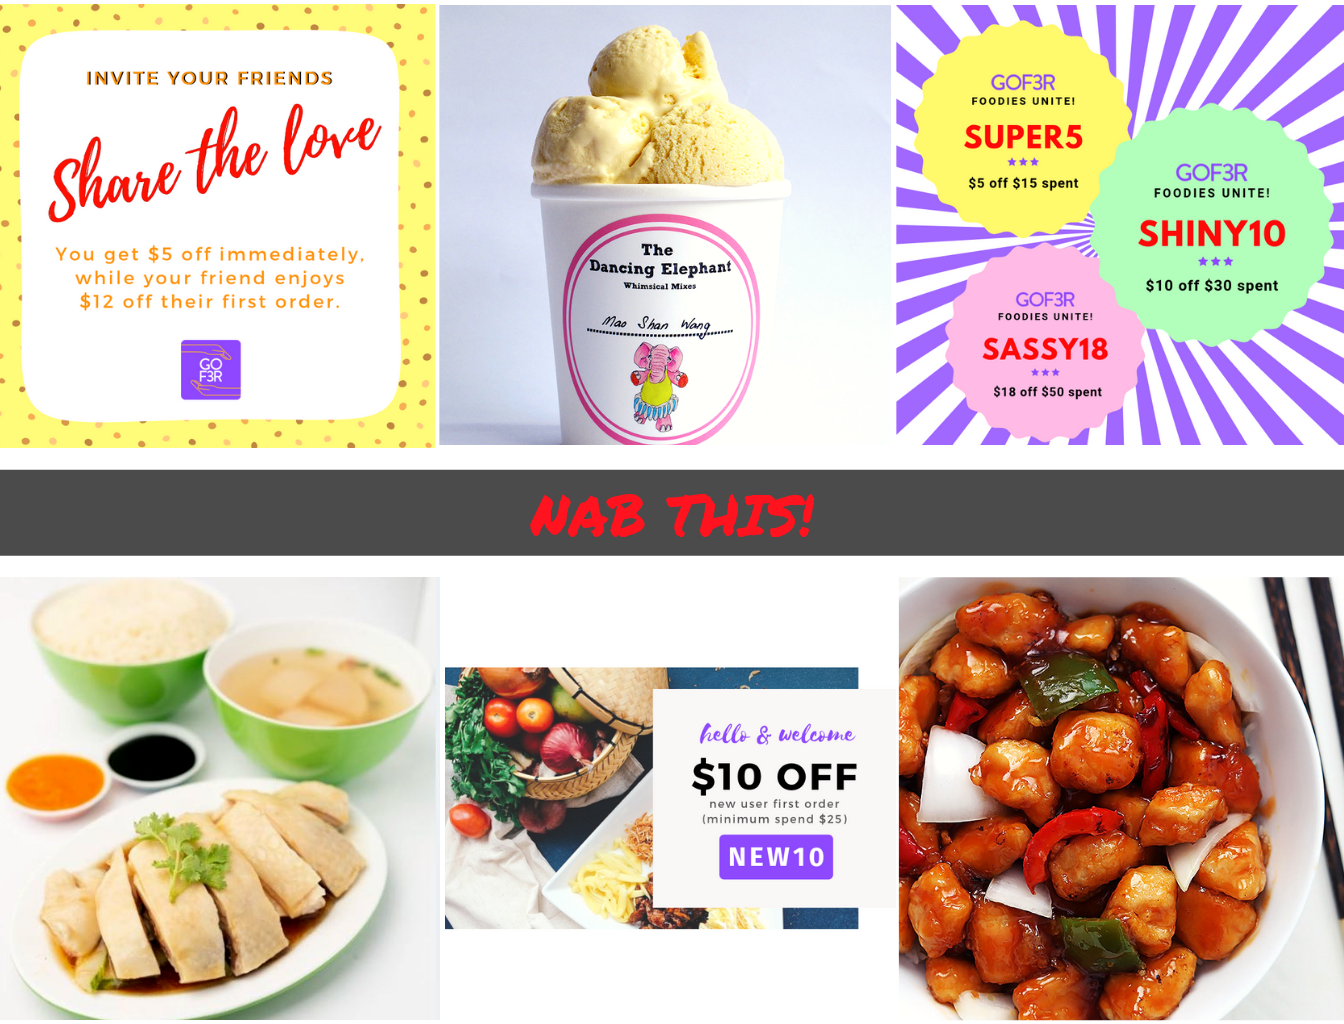 INVITE YOUR FRIENDS
Share the love
You get $5 off immediately,
while your friend enjoys
$12 off their first order.
GO
F3R
The
Dancing Elephant
Whimsical Mixes
Mao Shan Wang
GOF3R
FOODIES UNITE!
SUPER5
$5 off $15 spent
GOF3R
FOODIES UNITE!
SHINY10
$10 off $30 spent
GOF3R
FOODIES UNITE!
SASSY18
$18 off $50 spent
NAB THIS!
hello & welcome
$10 OFF
new user first order
(minimum spend $25)
NEW10